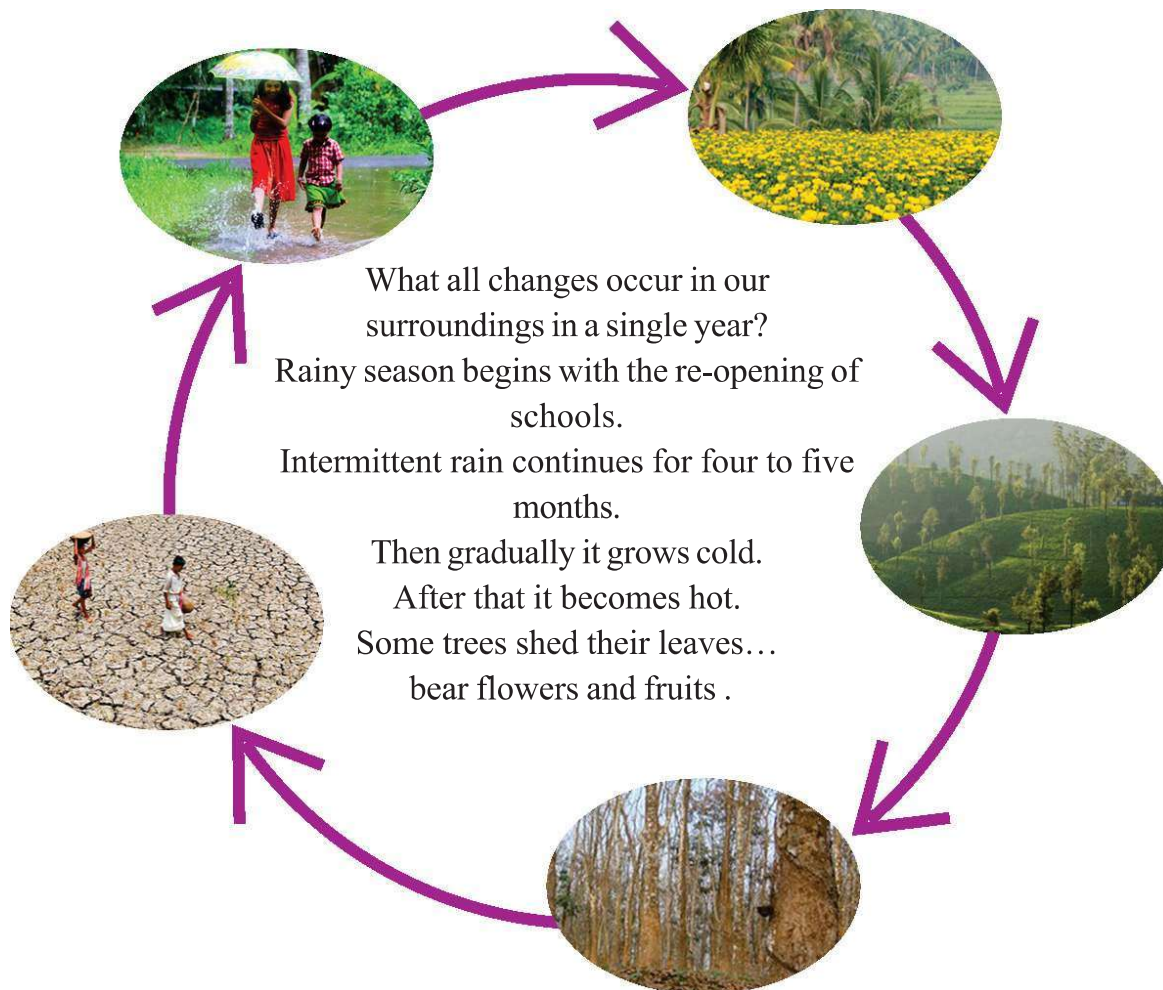 What all changes occur in our
surroundings in a single year?
Rainy season begins with the re-opening of
schools.
Intermittent rain continues for four to five
months.
Then gradually it grows cold.
After that it becomes hot.
Some trees shed their leaves…
bear flowers and fruits .